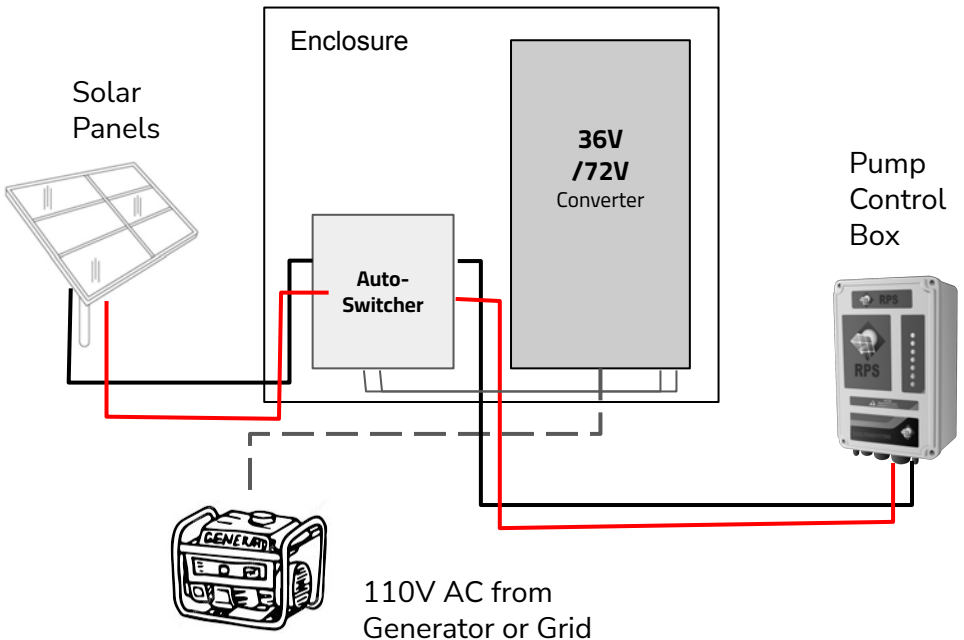 Enclosure
Solar
Panels
36V
/72V
Converter
Pump
Control
Box
Auto-
Switcher
RPS
RPS
GENERATOR
110V AC from
Generator or Grid